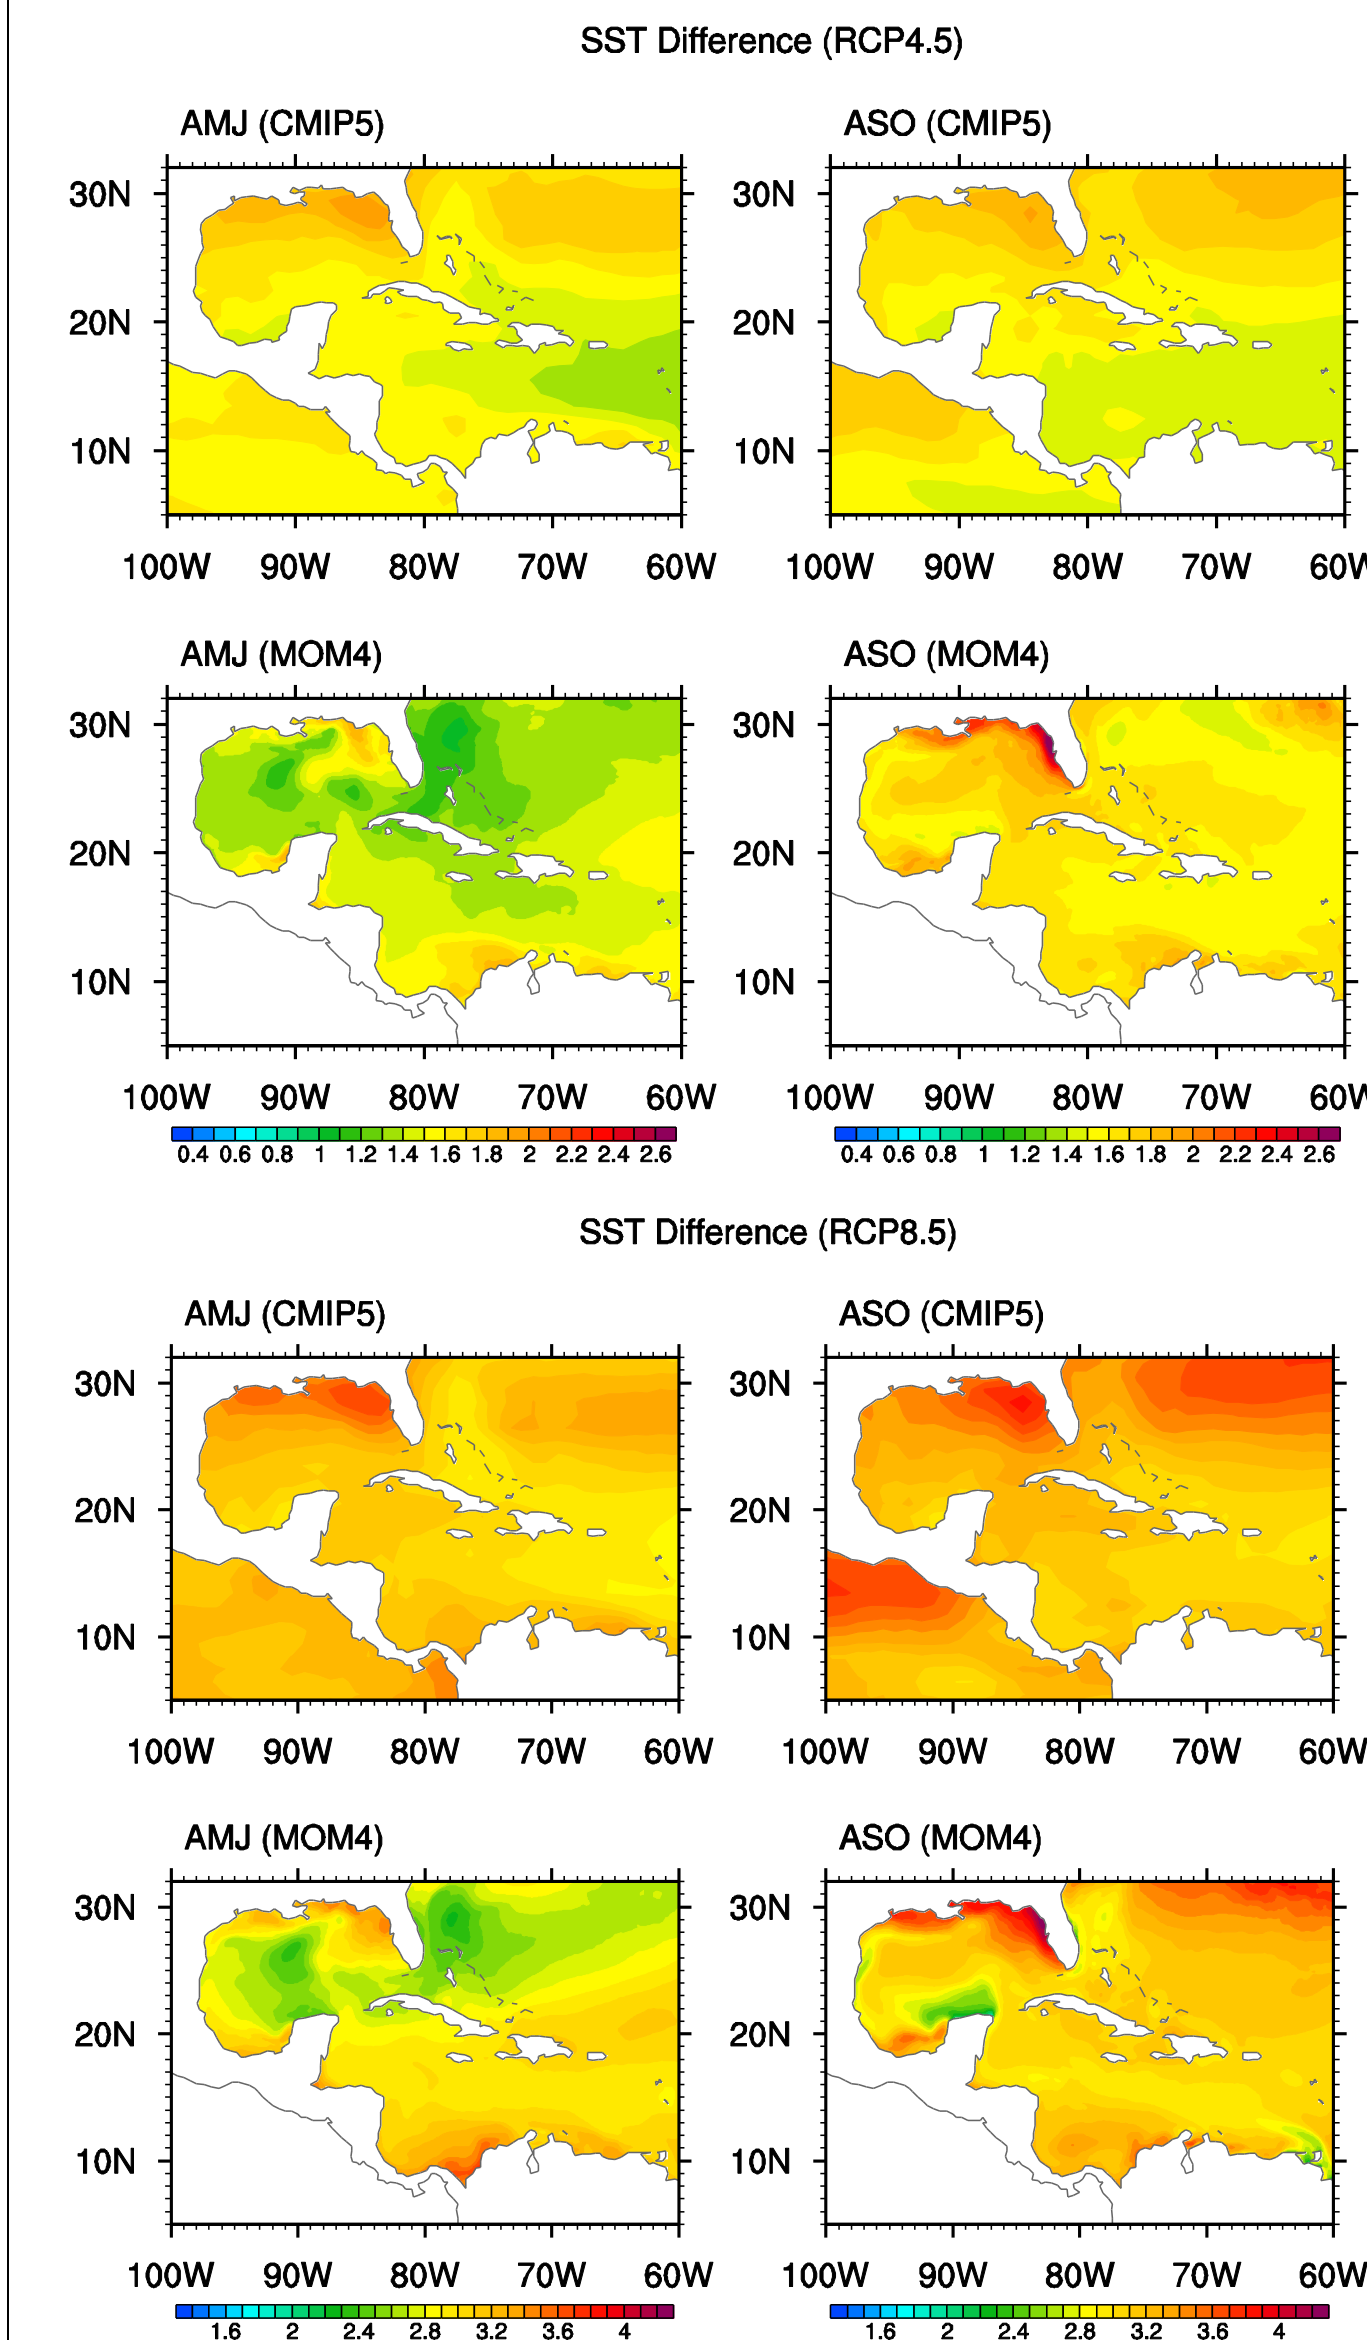 SST Difference (RCP4.5)
AMJ (CMIP5) ASO (CMIP5)
30N 30N
20N 20N
10N 10N
100W 90W 80W 70W 60W 100W 90W 80W 70W 60W
AMJ (MOM4) ASO (MOM4)
30N 30N
20N 20N
10N 10N
100W 90W 80W 70W 60W 100W 90W 80W 70W 60W
0.4 0.6 0.8 1 1.2 1.4 1.6 1.8 2 2.2 2.4 2.6 0.4 0.6 0.8 1 1.2 1.4 1.6 1.8 2 2.2 2.4 2.6
SST Difference (RCP8.5)
AMJ (CMIP5) ASO (CMIP5)
30N 30N
20N 20N
10N 10N
100W 90W 80W 70W 60W 100W 90W 80W 70W 60W
AMJ (MOM4) ASO (MOM4)
30N 30N
20N 20N
10N 10N
100W 90W 80W 70W 60W 100W 90W 80W 70W 60W
1.6 2 2.4 2.8 3.2 3.6 4 1.6 2 2.4 2.8 3.2 3.6 4